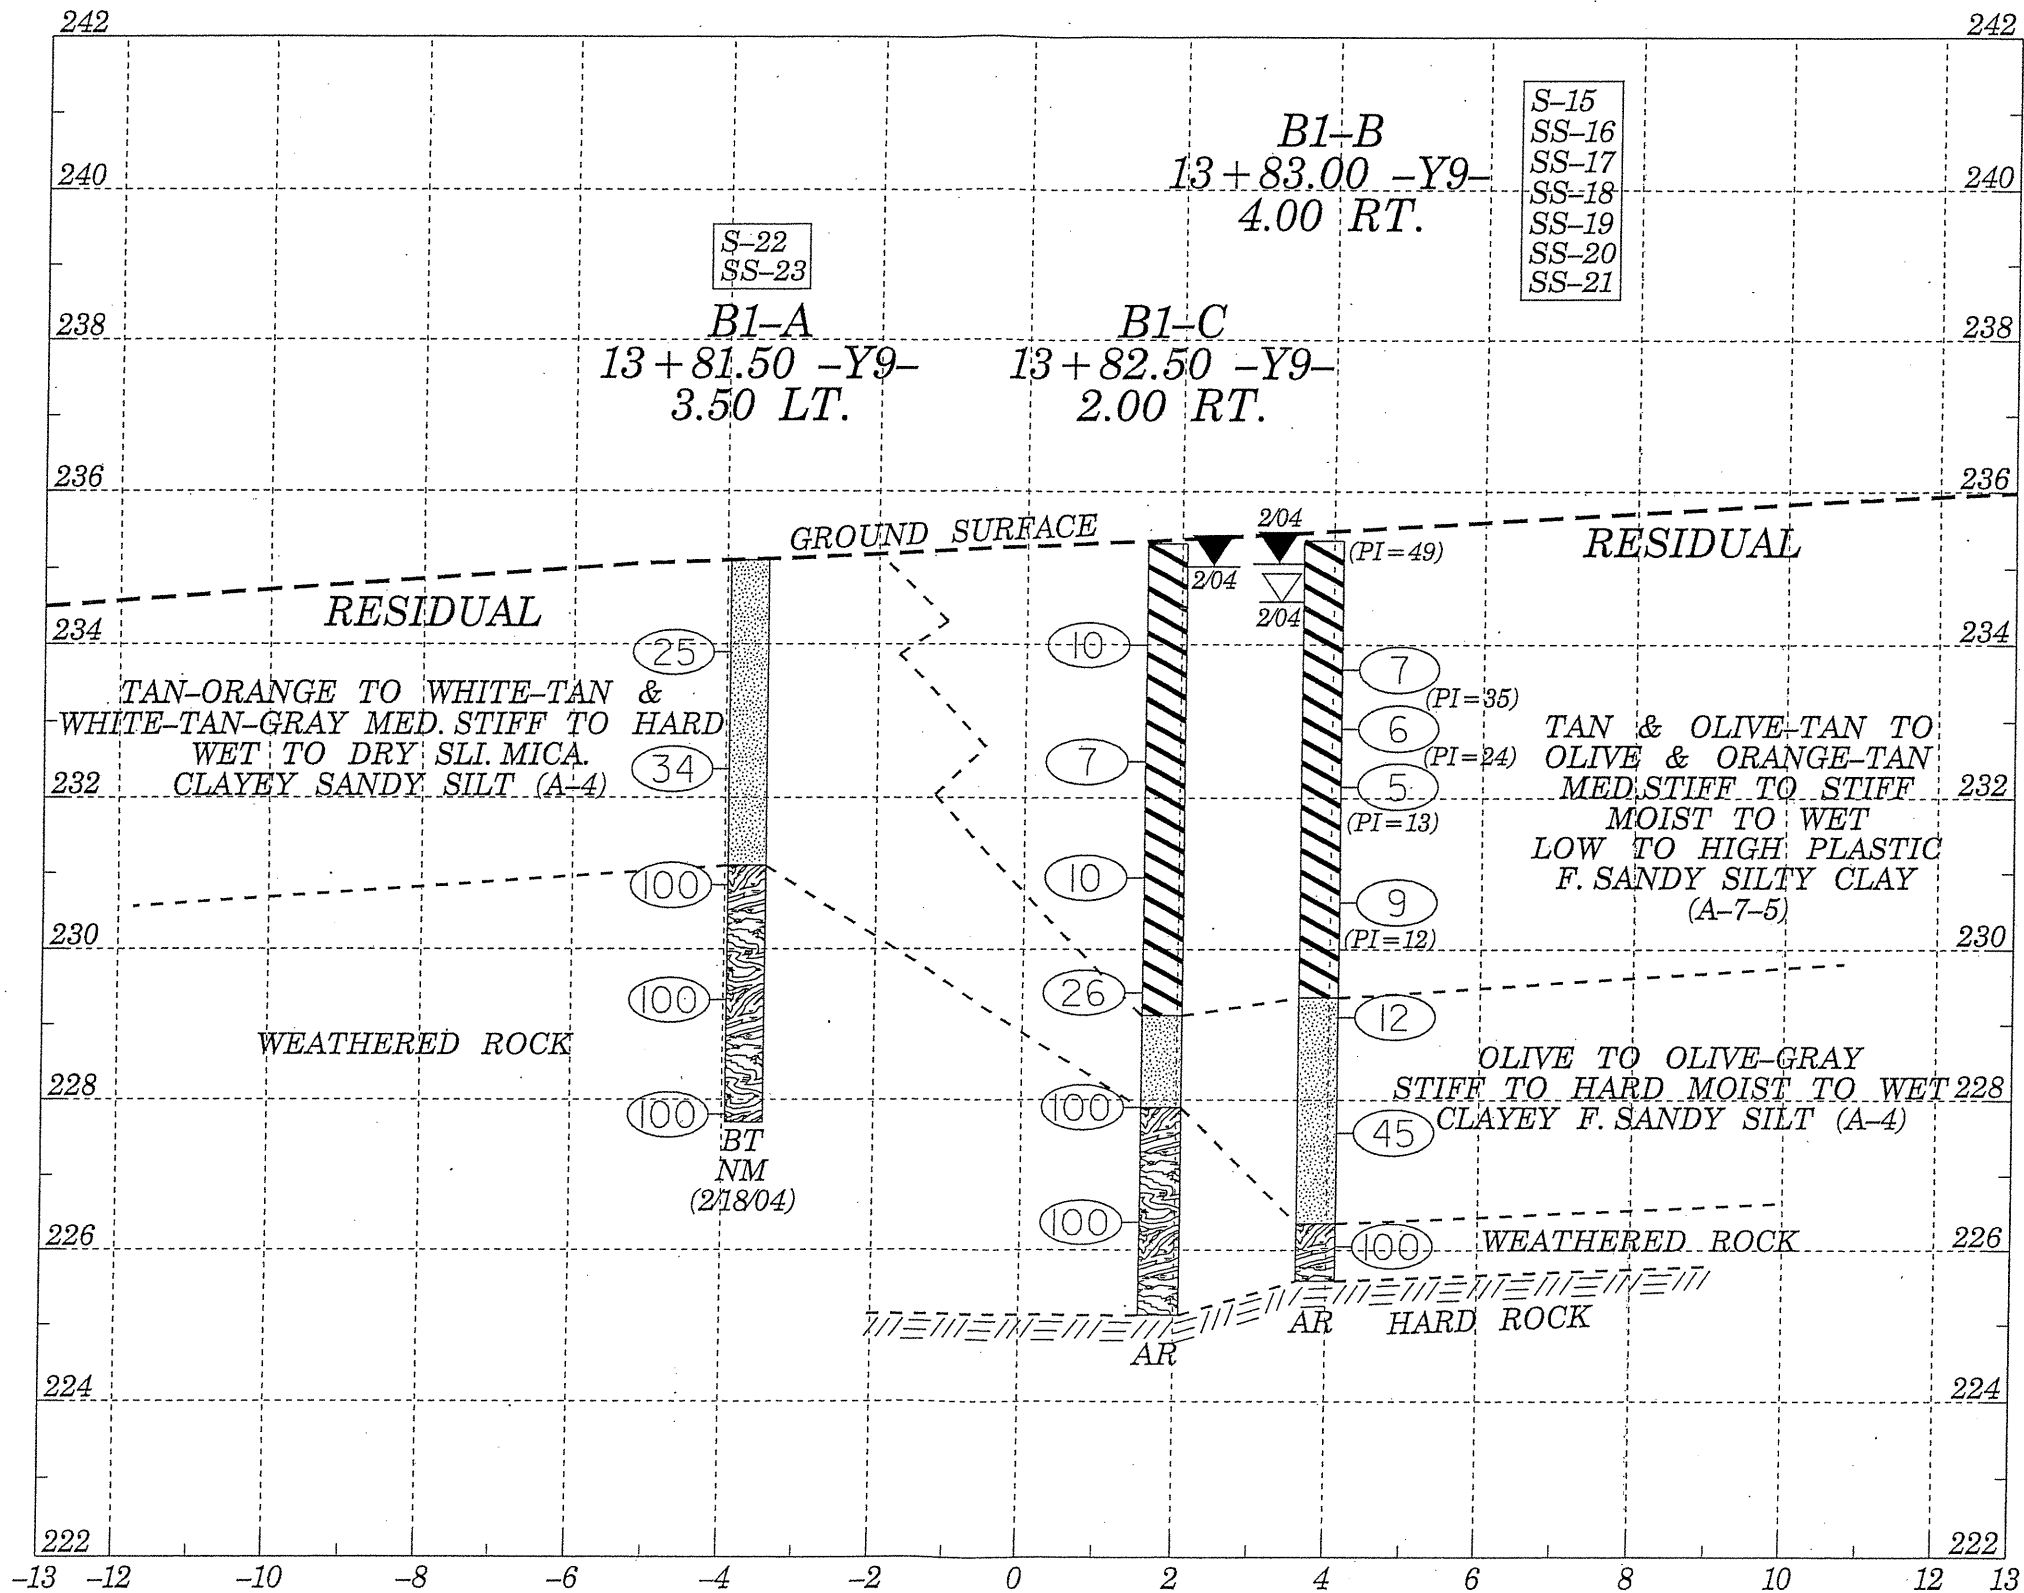 242
242
S–15
SS–16
SS–17
SS–18
SS–19
SS–20
SS–21
B1–B
13+83.00 –Y9–
4.00 RT.
240
240
S–22
SS–23
B1–A
13+81.50 –Y9–
3.50 LT.
B1–C
13+82.50 –Y9–
2.00 RT.
238
238
236
236
GROUND SURFACE
2/04
2/04
2/04
(PI=49)
RESIDUAL
RESIDUAL
234
234
25
TAN–ORANGE TO WHITE–TAN &
WHITE–TAN–GRAY MED. STIFF TO HARD
WET TO DRY SLI. MICA.
CLAYEY SANDY SILT (A–4)
34
10
7
10
26
7
(PI=35)
6
(PI=24)
5
(PI=13)
9
(PI=12)
TAN & OLIVE–TAN TO
OLIVE & ORANGE–TAN
MED.STIFF TO STIFF
MOIST TO WET
LOW TO HIGH PLASTIC
F. SANDY SILTY CLAY
(A–7–5)
232
232
100
230
230
100
12
WEATHERED ROCK
OLIVE TO OLIVE–GRAY
STIFF TO HARD MOIST TO WET
CLAYEY F. SANDY SILT (A–4)
228
228
100
100
45
BT
NM
(2/18/04)
100
100
WEATHERED ROCK
226
226
AR
HARD ROCK
AR
224
224
222
222
–13
–12
–10
–8
–6
–4
–2
0
2
4
6
8
10
12
13